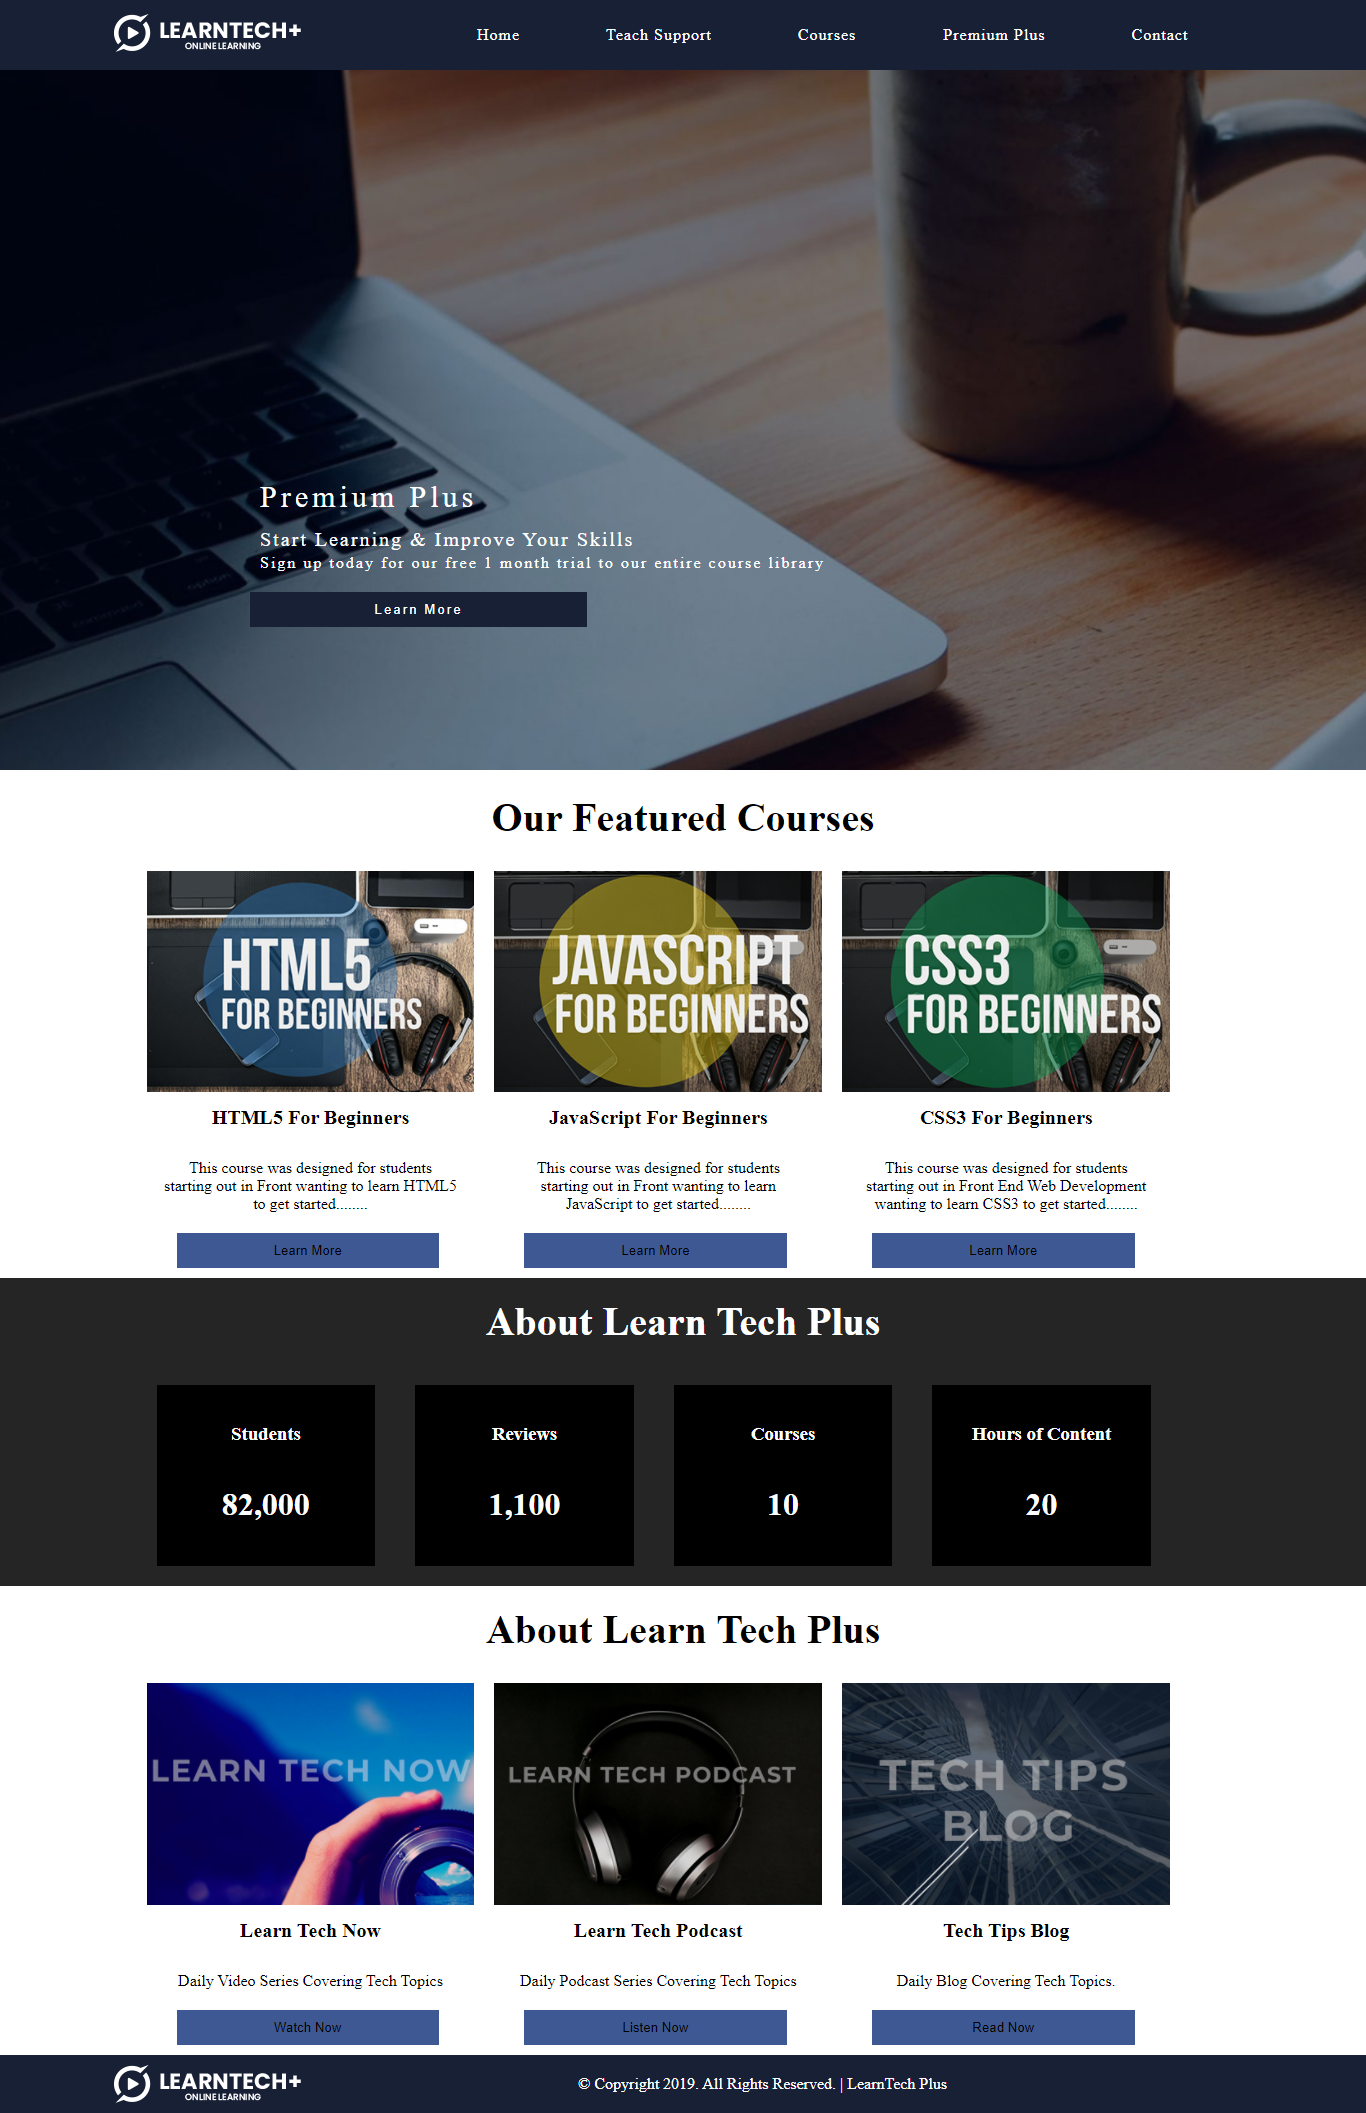 LEARNTECH+
ONLINE LEARNING
Home Teach Support Courses Premium Plus Contact
Premium Plus
Start Learning & Improve Your Skills
Sign up today for our free 1 month trial to our entire course library
Learn More
Our Featured Courses
HTML5
FOR BEGINNERS
JAVASCRIPT
FOR BEGINNERS
CSS3
FOR BEGINNERS
HTML5 For Beginners
This course was designed for students
starting out in Front wanting to learn HTML5
to get started........
Learn More
JavaScript For Beginners
This course was designed for students
starting out in Front wanting to learn
JavaScript to get started........
Learn More
CSS3 For Beginners
This course was designed for students
starting out in Front End Web Development
wanting to learn CSS3 to get started........
Learn More
About Learn Tech Plus
Students
82,000
Reviews
1,100
Courses
10
Hours of Content
20
About Learn Tech Plus
LEARN TECH NOW
LEARN TECH PODCAST
TECH TIPS
BLOG
Learn Tech Now
Daily Video Series Covering Tech Topics
Watch Now
Learn Tech Podcast
Daily Podcast Series Covering Tech Topics
Listen Now
Tech Tips Blog
Daily Blog Covering Tech Topics.
Read Now
LEARNTECH+
ONLINE LEARNING
© Copyright 2019. All Rights Reserved. | LearnTech Plus